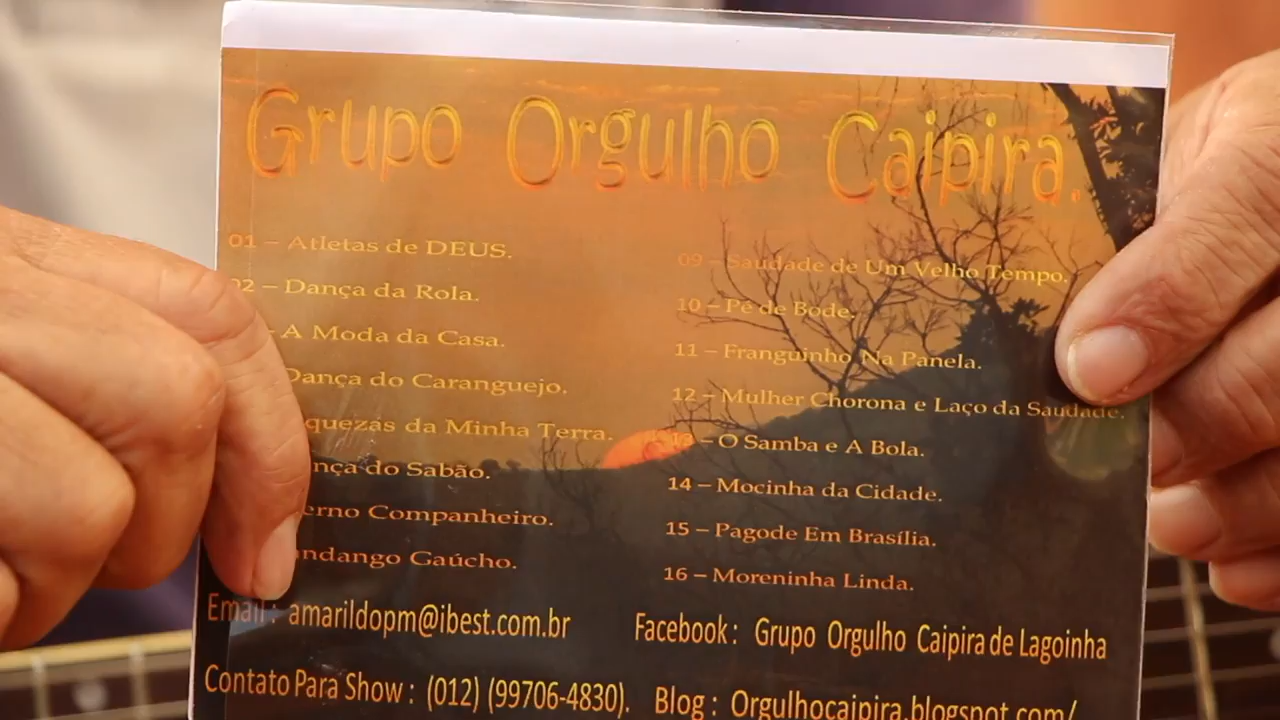 Grupo Orgulho Caipira.
01 – Atletas de DEUS.
02 – Dança da Rola.
– A Moda da Casa.
Dança do Caranguejo.
quezas da Minha Terra.
nça do Sabão.
erno Companheiro.
ndango Gaúcho.
09 – Saudade de Um Velho Tempo.
10 – Pé de Bode.
11 – Franguinho Na Panela.
12 – Mulher Chorona e Laço da Saudade.
13 – O Samba e A Bola.
14 – Mocinha da Cidade.
15 – Pagode Em Brasília.
16 – Moreninha Linda.
Email : amarildopm@ibest.com.br
Facebook : Grupo Orgulho Caipira de Lagoinha
Contato Para Show : (012) (99706-4830).
Blog : Orgulhocaipira.blogspot.com/